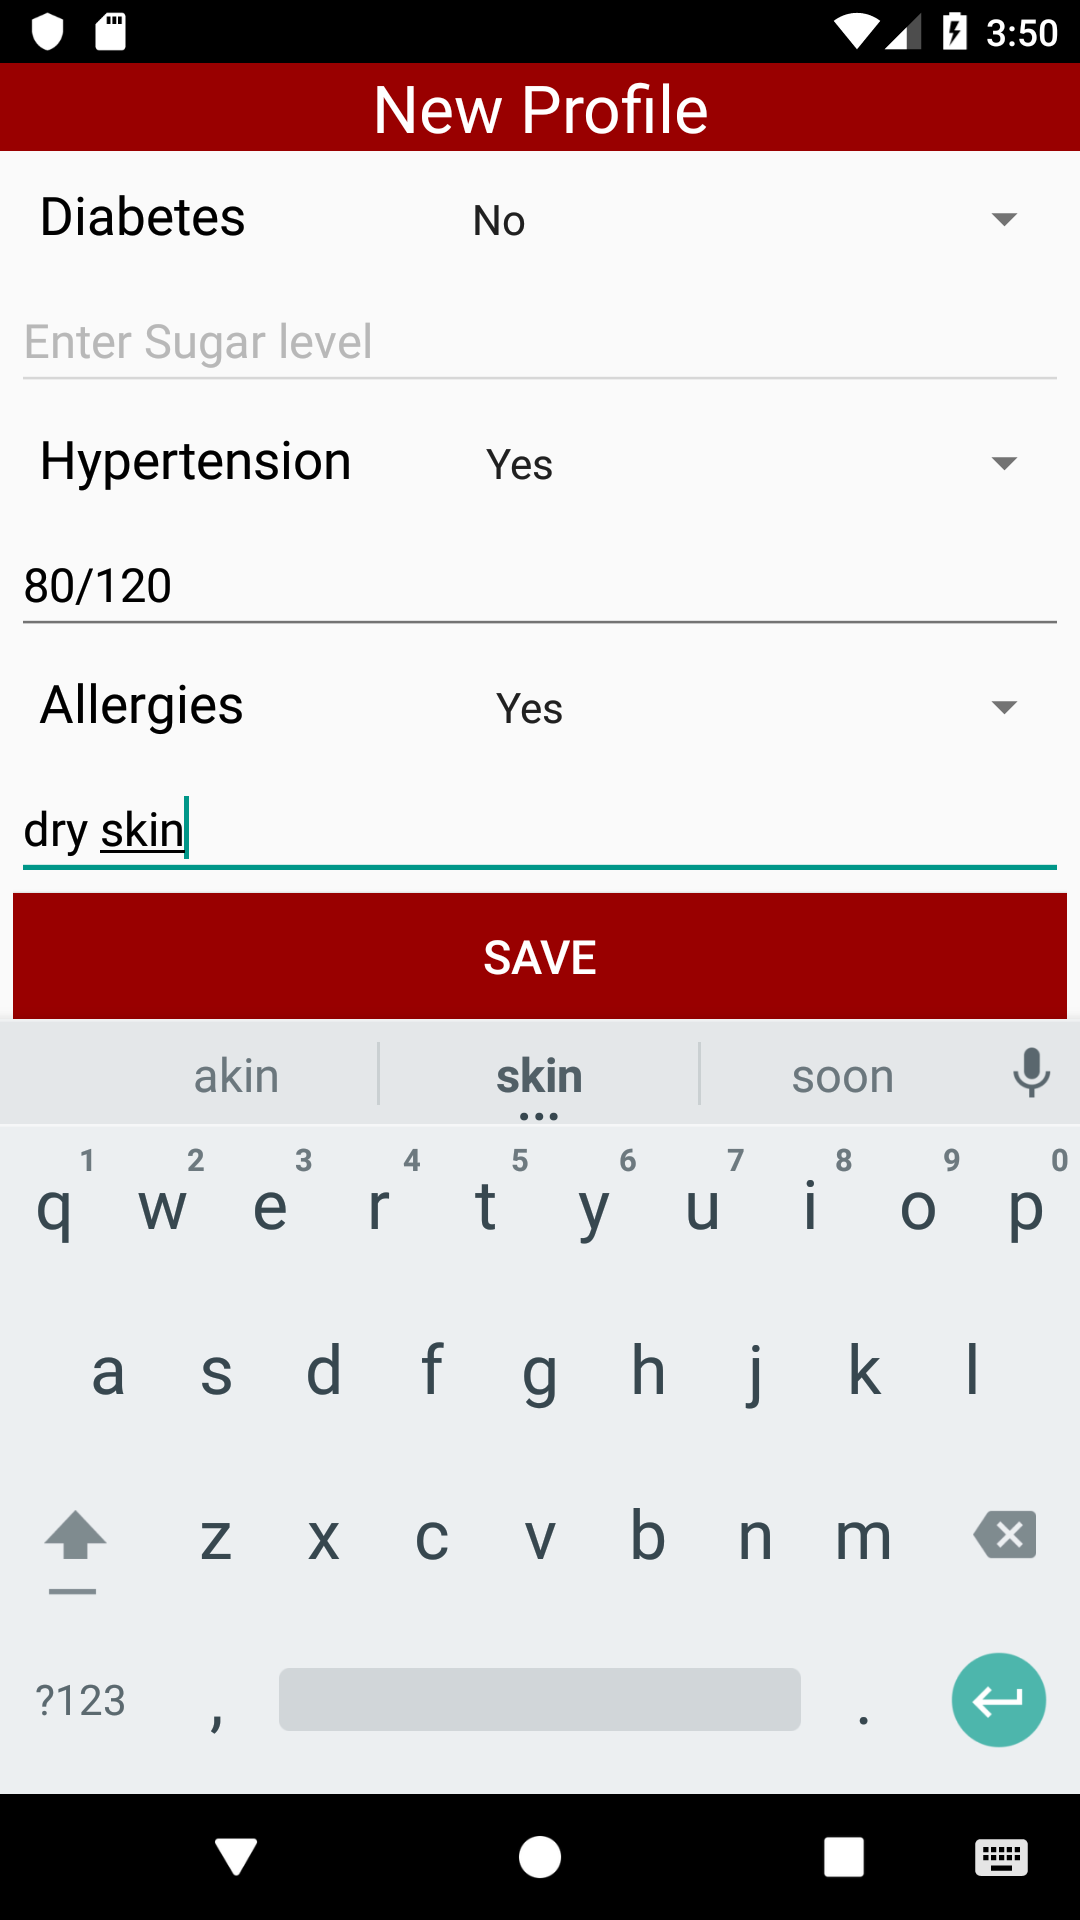 3:50
New Profile
Diabetes No
Enter Sugar level
Hypertension Yes
80/120
Allergies Yes
dry skin
SAVE
akin skin soon
1 2 3 4 5 6 7 8 9 0
q w e r t y u i o p
a s d f g h j k l
z x c v b n m
?123 , .